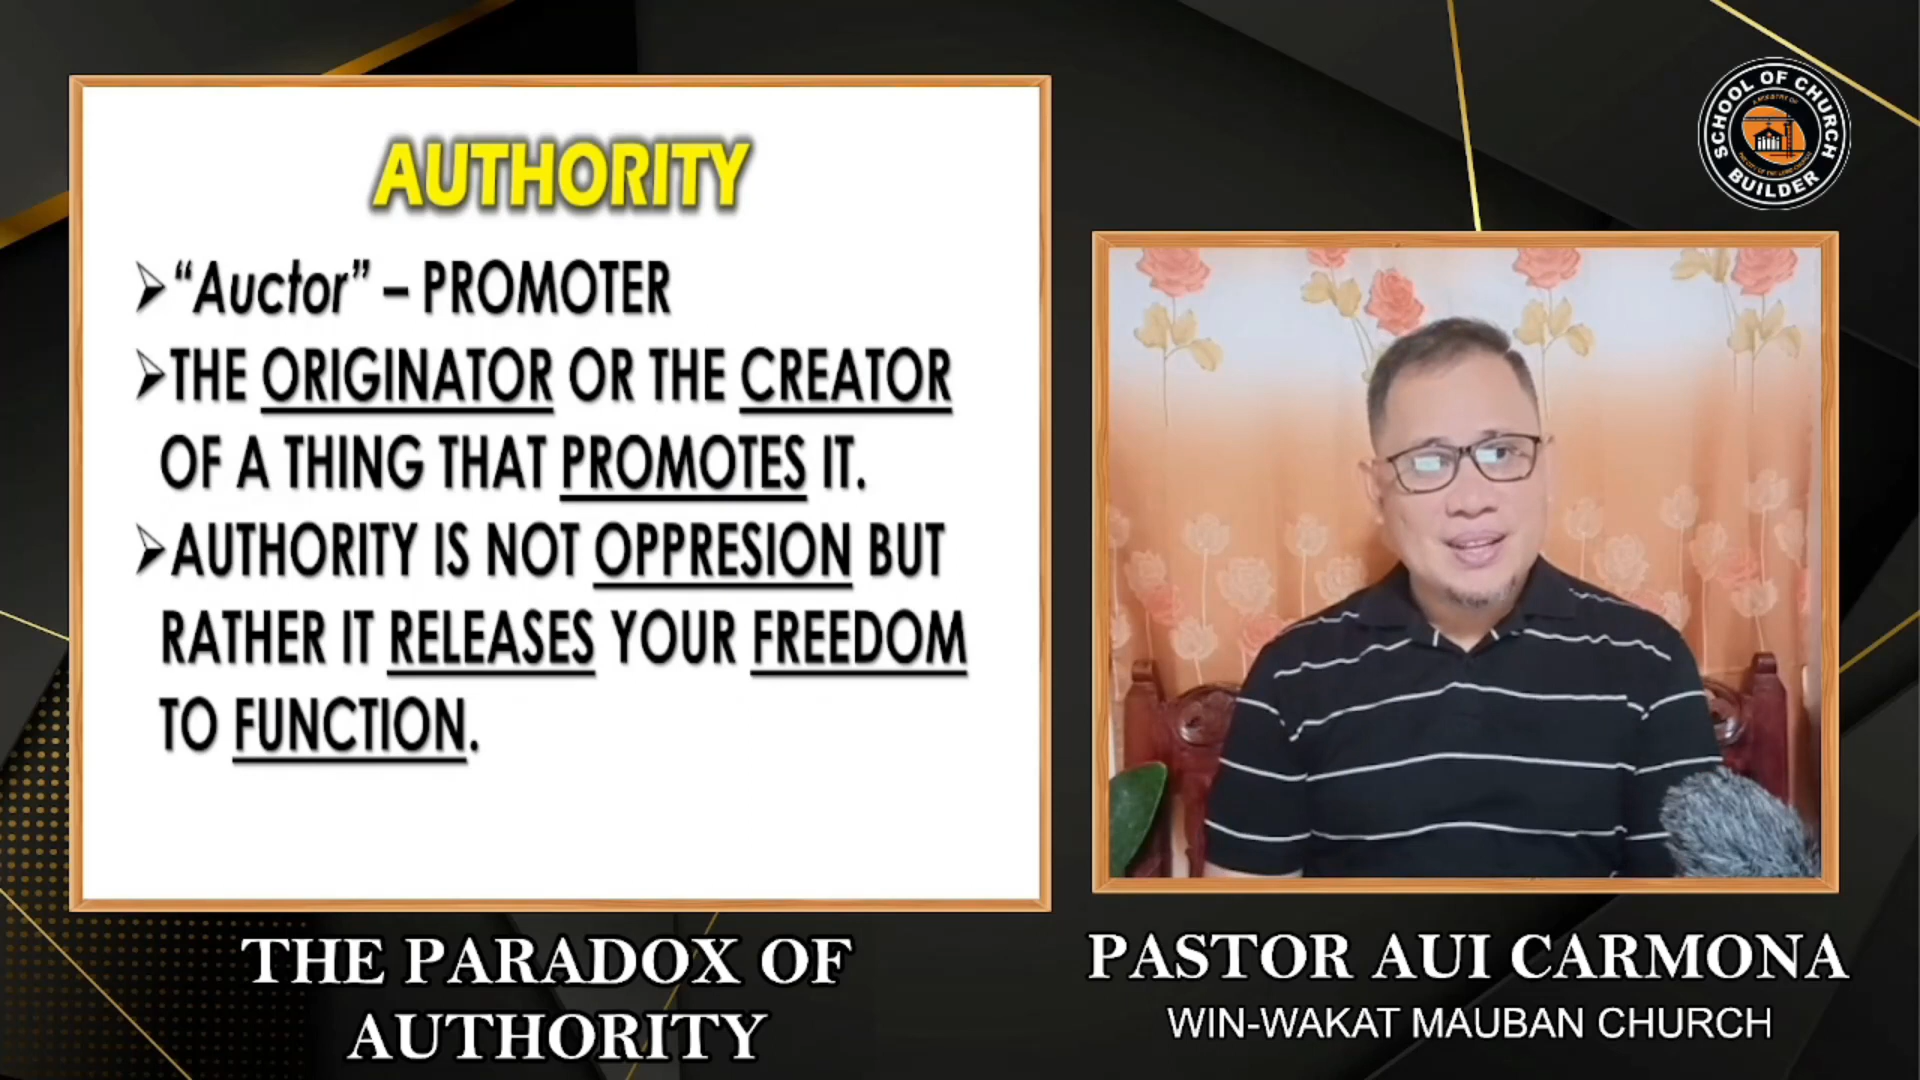 AUTHORITY
➢“Auctor” – PROMOTER
➢THE ORIGINATOR OR THE CREATOR
OF A THING THAT PROMOTES IT.
➢AUTHORITY IS NOT OPPRESION BUT
RATHER IT RELEASES YOUR FREEDOM
TO FUNCTION.
THE PARADOX OF
AUTHORITY
SCHOOL OF CHURCH
BUILDER
PASTOR AUI CARMONA
WIN-WAKAT MAUBAN CHURCH